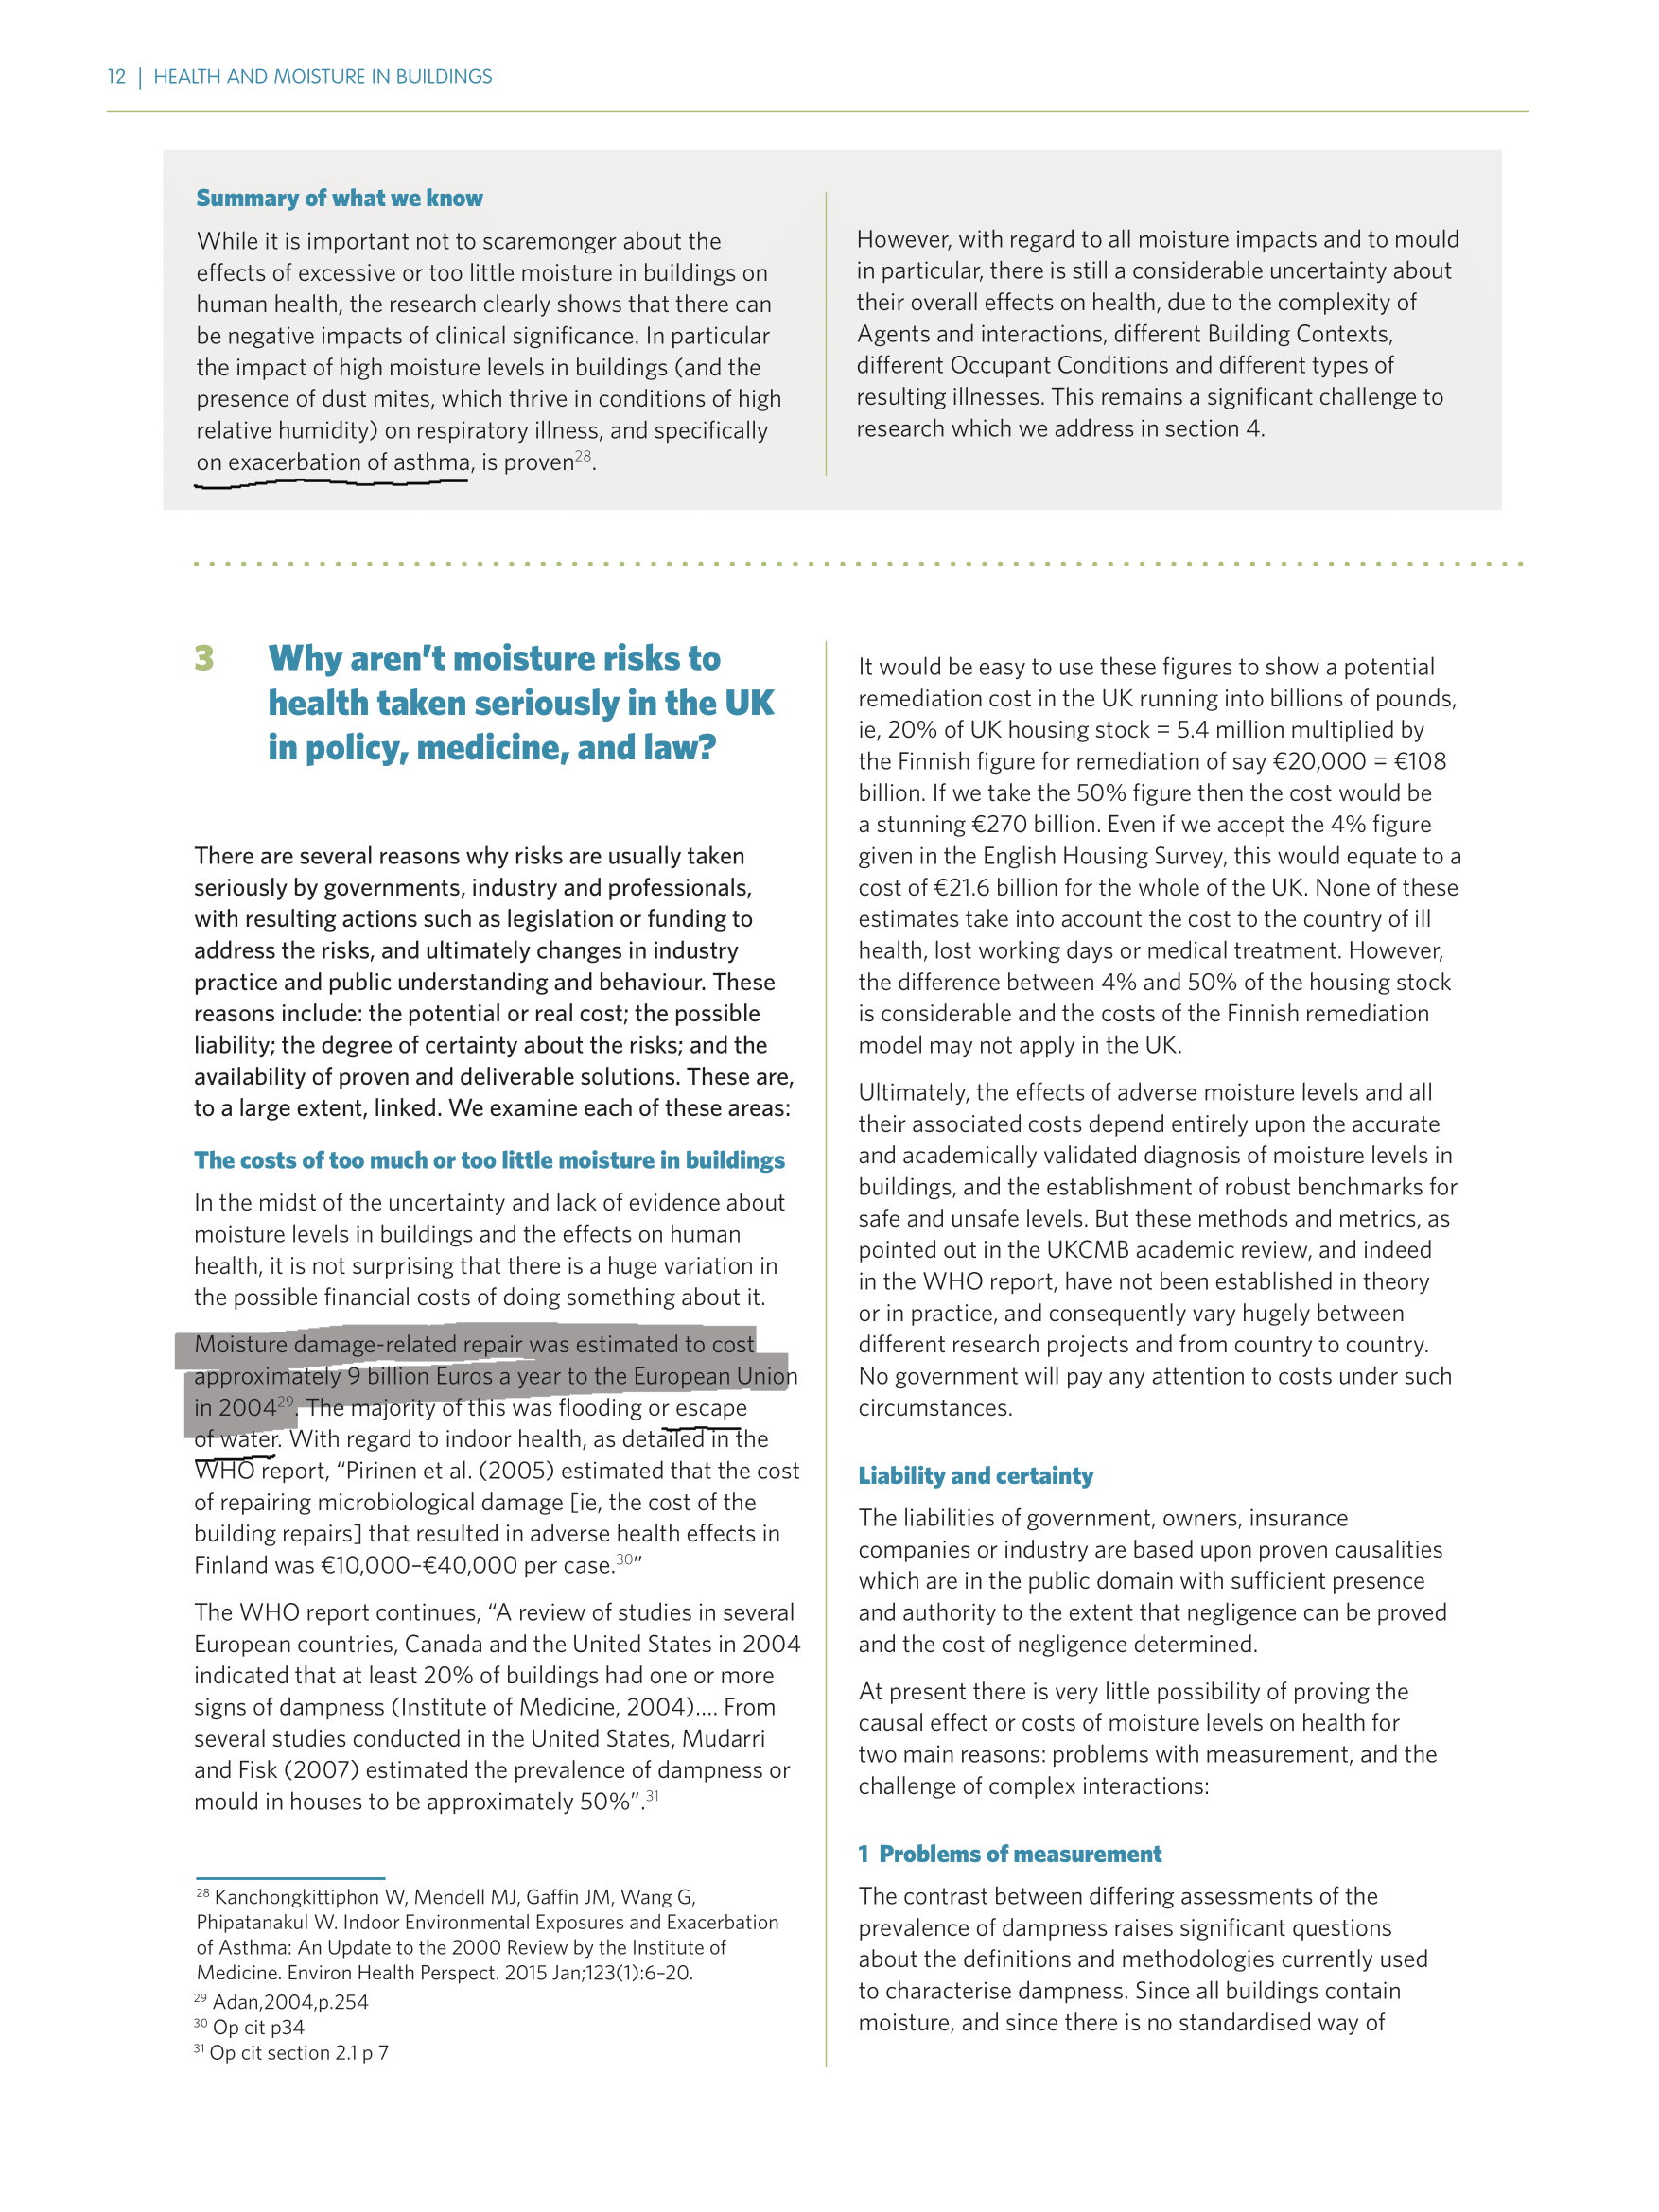 12 | HEALTH AND MOISTURE IN BUILDINGS
Summary of what we know
While it is important not to scaremonger about the
effects of excessive or too little moisture in buildings on
human health, the research clearly shows that there can
be negative impacts of clinical significance. In particular
the impact of high moisture levels in buildings (and the
presence of dust mites, which thrive in conditions of high
relative humidity) on respiratory illness, and specifically
on exacerbation of asthma, is proven28.
However, with regard to all moisture impacts and to mould
in particular, there is still a considerable uncertainty about
their overall effects on health, due to the complexity of
Agents and interactions, different Building Contexts,
different Occupant Conditions and different types of
resulting illnesses. This remains a significant challenge to
research which we address in section 4.
3 Why aren't moisture risks to
health taken seriously in the UK
in policy, medicine, and law?
There are several reasons why risks are usually taken
seriously by governments, industry and professionals,
with resulting actions such as legislation or funding to
address the risks, and ultimately changes in industry
practice and public understanding and behaviour. These
reasons include: the potential or real cost; the possible
liability; the degree of certainty about the risks; and the
availability of proven and deliverable solutions. These are,
to a large extent, linked. We examine each of these areas:
The costs of too much or too little moisture in buildings
In the midst of the uncertainty and lack of evidence about
moisture levels in buildings and the effects on human
health, it is not surprising that there is a huge variation in
the possible financial costs of doing something about it.
Moisture damage-related repair was estimated to cost
approximately 9 billion Euros a year to the European Union
in 200429. The majority of this was flooding or escape
of water. With regard to indoor health, as detailed in the
WHO report, “Pirinen et al. (2005) estimated that the cost
of repairing microbiological damage [ie, the cost of the
building repairs] that resulted in adverse health effects in
Finland was €10,000–€40,000 per case.30”
The WHO report continues, “A review of studies in several
European countries, Canada and the United States in 2004
indicated that at least 20% of buildings had one or more
signs of dampness (Institute of Medicine, 2004).... From
several studies conducted in the United States, Mudarri
and Fisk (2007) estimated the prevalence of dampness or
mould in houses to be approximately 50%”.31
28 Kanchongkittiphon W, Mendell MJ, Gaffin JM, Wang G,
Phipatanakul W. Indoor Environmental Exposures and Exacerbation
of Asthma: An Update to the 2000 Review by the Institute of
Medicine. Environ Health Perspect. 2015 Jan;123(1):6–20.
29 Adan,2004,p.254
30 Op cit p34
31 Op cit section 2.1 p 7
It would be easy to use these figures to show a potential
remediation cost in the UK running into billions of pounds,
ie, 20% of UK housing stock = 5.4 million multiplied by
the Finnish figure for remediation of say €20,000 = €108
billion. If we take the 50% figure then the cost would be
a stunning €270 billion. Even if we accept the 4% figure
given in the English Housing Survey, this would equate to a
cost of €21.6 billion for the whole of the UK. None of these
estimates take into account the cost to the country of ill
health, lost working days or medical treatment. However,
the difference between 4% and 50% of the housing stock
is considerable and the costs of the Finnish remediation
model may not apply in the UK.
Ultimately, the effects of adverse moisture levels and all
their associated costs depend entirely upon the accurate
and academically validated diagnosis of moisture levels in
buildings, and the establishment of robust benchmarks for
safe and unsafe levels. But these methods and metrics, as
pointed out in the UKCMB academic review, and indeed
in the WHO report, have not been established in theory
or in practice, and consequently vary hugely between
different research projects and from country to country.
No government will pay any attention to costs under such
circumstances.
Liability and certainty
The liabilities of government, owners, insurance
companies or industry are based upon proven causalities
which are in the public domain with sufficient presence
and authority to the extent that negligence can be proved
and the cost of negligence determined.
At present there is very little possibility of proving the
causal effect or costs of moisture levels on health for
two main reasons: problems with measurement, and the
challenge of complex interactions:
1 Problems of measurement
The contrast between differing assessments of the
prevalence of dampness raises significant questions
about the definitions and methodologies currently used
to characterise dampness. Since all buildings contain
moisture, and since there is no standardised way of